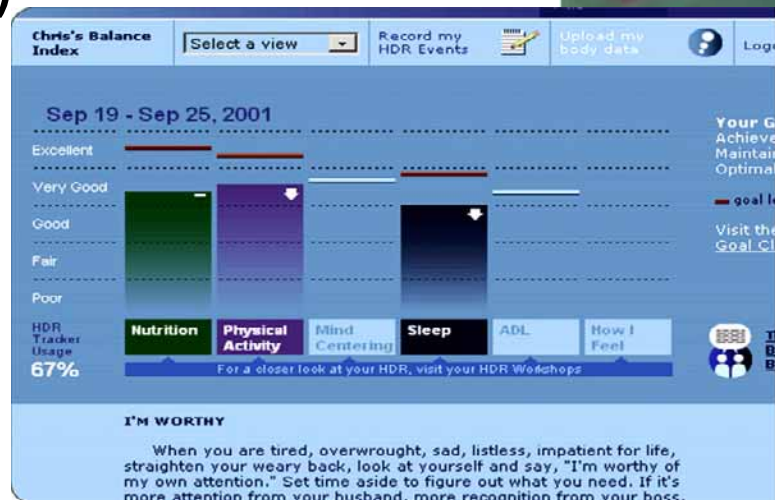 )
Chris's Balance Index
Select a view
Record my HDR Events
Upload my body data
Sep 19 - Sep 25, 2001
Excellent
Very Good
Good
Fair
Poor
Your
Achieve
goal
Visit the
HDR Tracker Usage
67%
Nutrition
Physical Activity
Mind Centering
Sleep
ADL
How I Feel
For a closer look at your HDR, visit your HDR Workshops
I'M WORTHY
When you are tired, overwrought, sad, listless, impatient for life,
straighten your weary back, look at yourself and say, "I'm worthy of
my own attention." Set time aside to figure out what you need. If it's
more attention from your husband, more recognition from your boss,